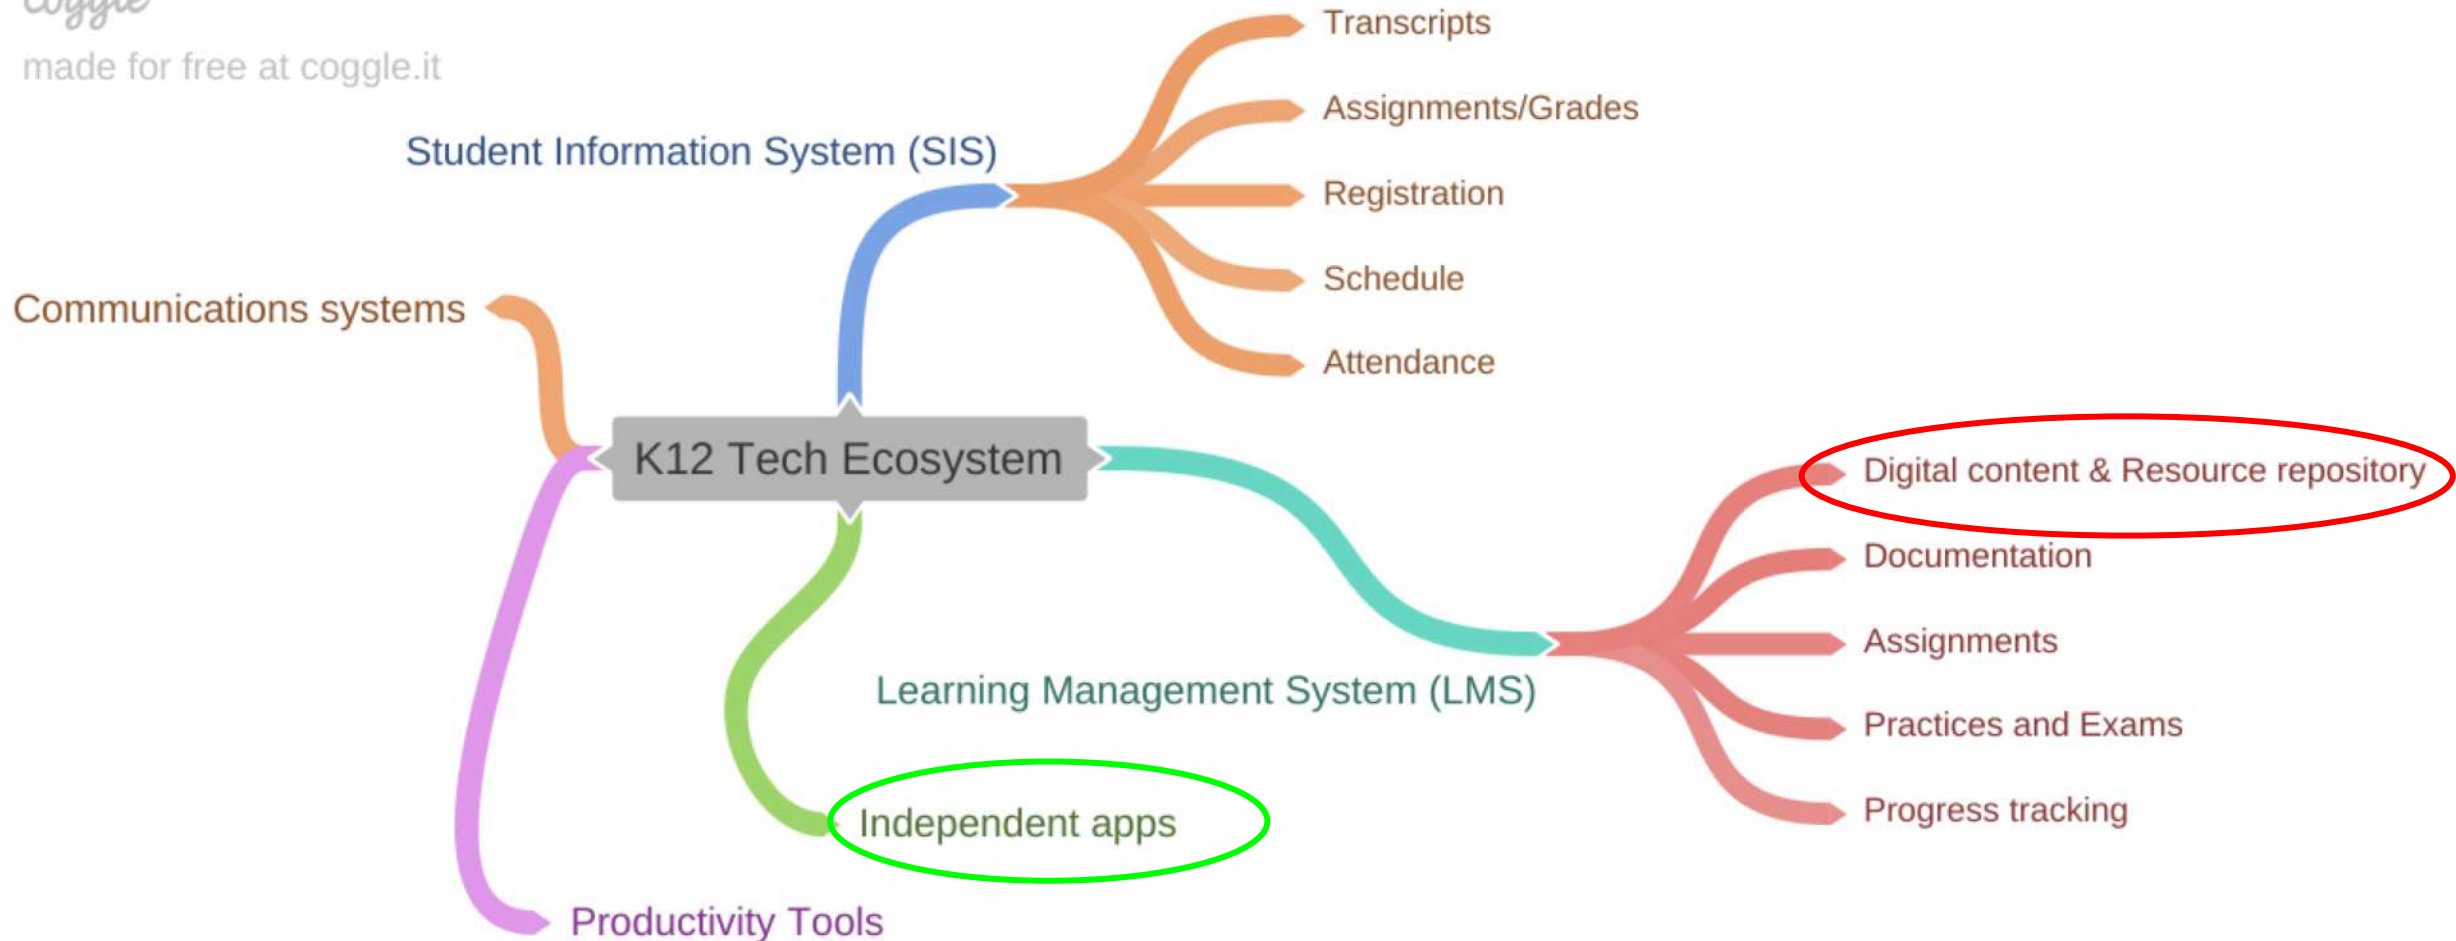 coggle
made for free at coggle.it
Transcripts
Assignments/Grades
Student Information System (SIS)
Registration
Schedule
Communications systems
Attendance
K12 Tech Ecosystem
Digital content & Resource repository
Documentation
Assignments
Learning Management System (LMS)
Practices and Exams
Independent apps
Progress tracking
Productivity Tools